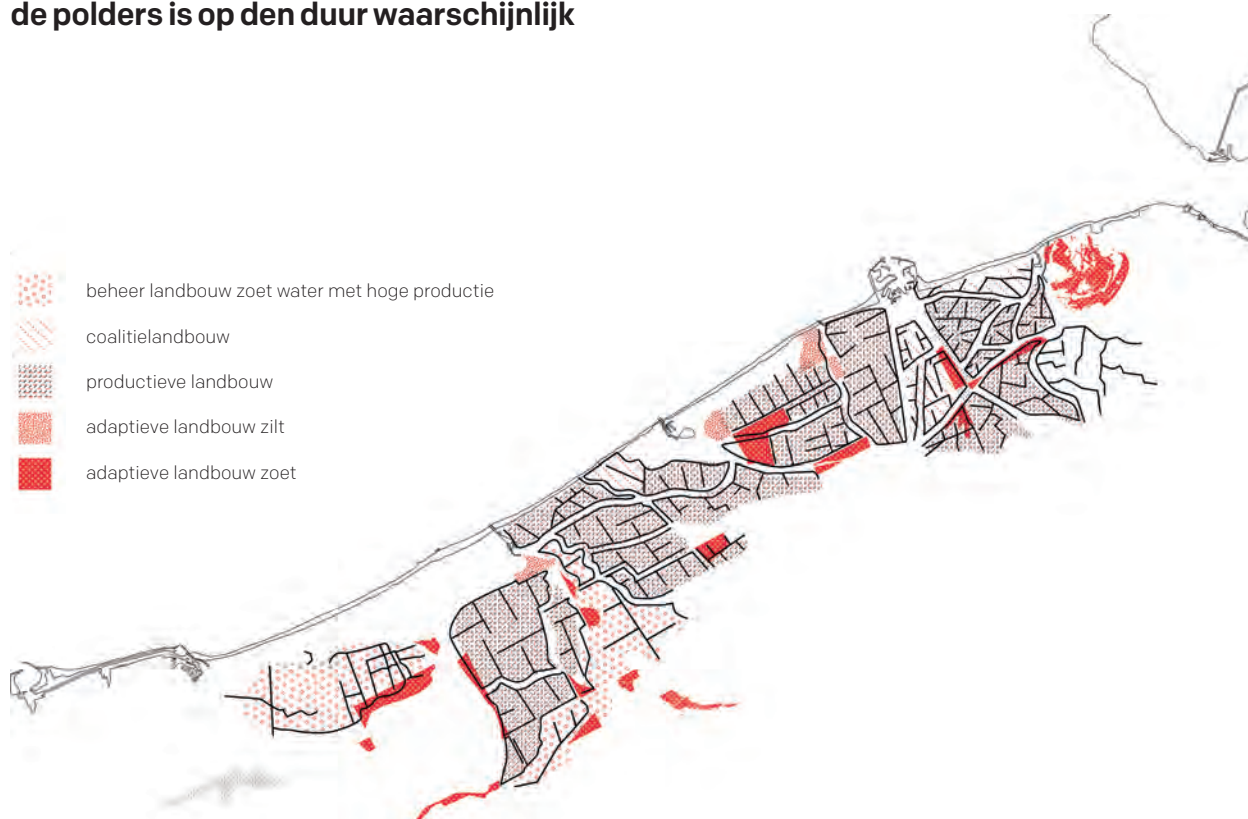 de polders is op den duur waarschijnlijk
beheer landbouw zoet water met hoge productie
coalitielandbouw
productieve landbouw
adaptieve landbouw zilt
adaptieve landbouw zoet